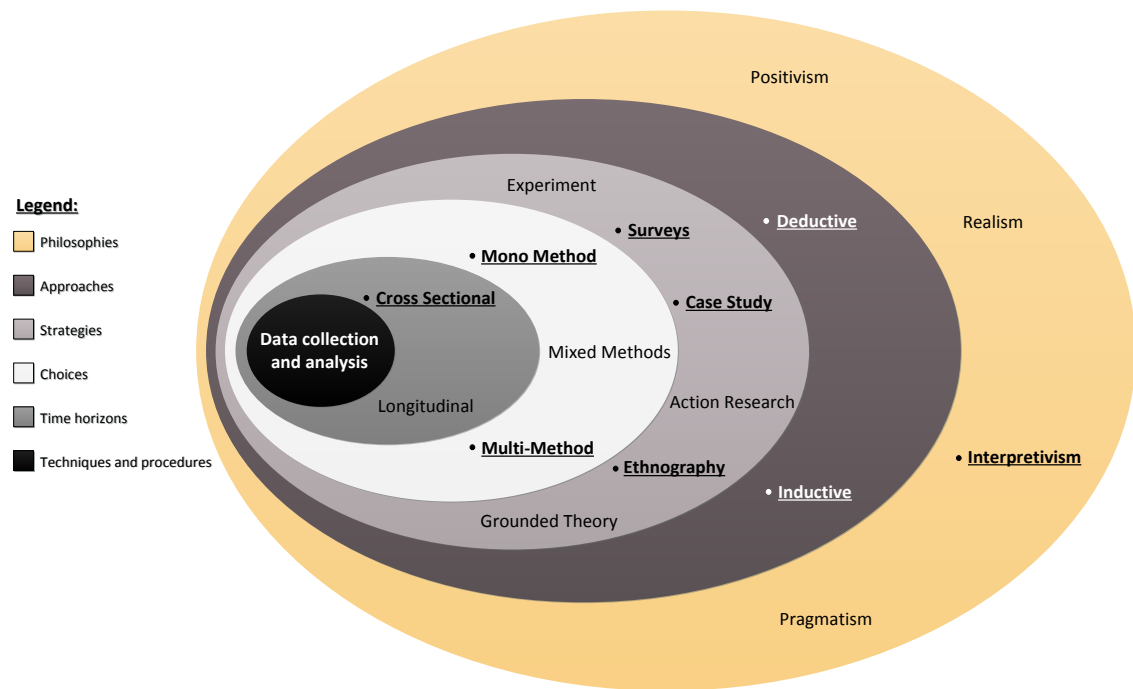 Legend:
Philosophies
Approaches
Strategies
Choices
Time horizons
Techniques and procedures
Positivism
Experiment
• Deductive
Realism
• Surveys
• Mono Method
• Cross Sectional
• Case Study
Data collection
and analysis
Mixed Methods
Longitudinal
Action Research
• Multi-Method
• Ethnography
• Interpretivism
• Inductive
Grounded Theory
Pragmatism